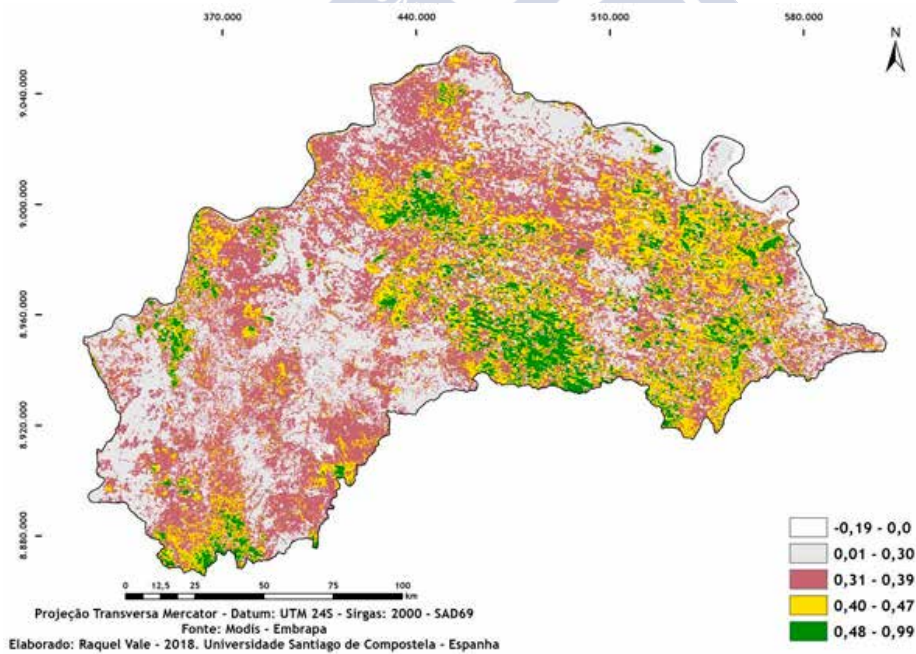 370.000 440.000 510.000 580.000
N
9.040.000
9.000.000
8.960.000
8.920.000
8.880.000
-0,19 - 0,0
0,01 - 0,30
0,31 - 0,39
0,40 - 0,47
0,48 - 0,99
0 12,5 25 50 75 100
km
Projeção Transversa Mercator - Datum: UTM 24S - Sirgas: 2000 - SAD69
Fonte: Modis - Embrapa
Elaborado: Raquel Vale - 2018. Universidade Santiago de Compostela - Espanha